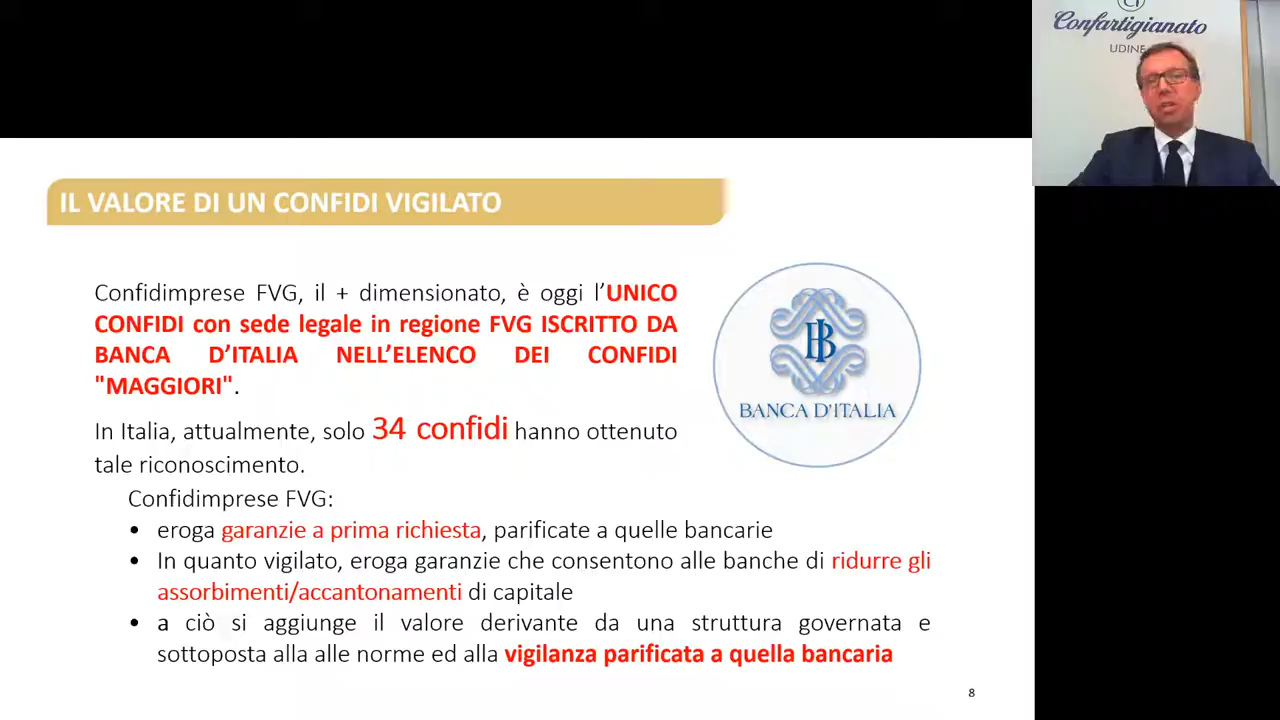 Confartigianato
UDINE
IL VALORE DI UN CONFIDI VIGILATO
Confidimprese FVG, il + dimensionato, è oggi l’UNICO
CONFIDI con sede legale in regione FVG ISCRITTO DA
BANCA D’ITALIA NELL’ELENCO DEI CONFIDI
"MAGGIORI".
In Italia, attualmente, solo 34 confidi hanno ottenuto
tale riconoscimento.
BANCA D'ITALIA
Confidimprese FVG:
• eroga garanzie a prima richiesta, parificate a quelle bancarie
• In quanto vigilato, eroga garanzie che consentono alle banche di ridurre gli
assorbimenti/accantonamenti di capitale
• a ciò si aggiunge il valore derivante da una struttura governata e
sottoposta alla alle norme ed alla vigilanza parificata a quella bancaria
8